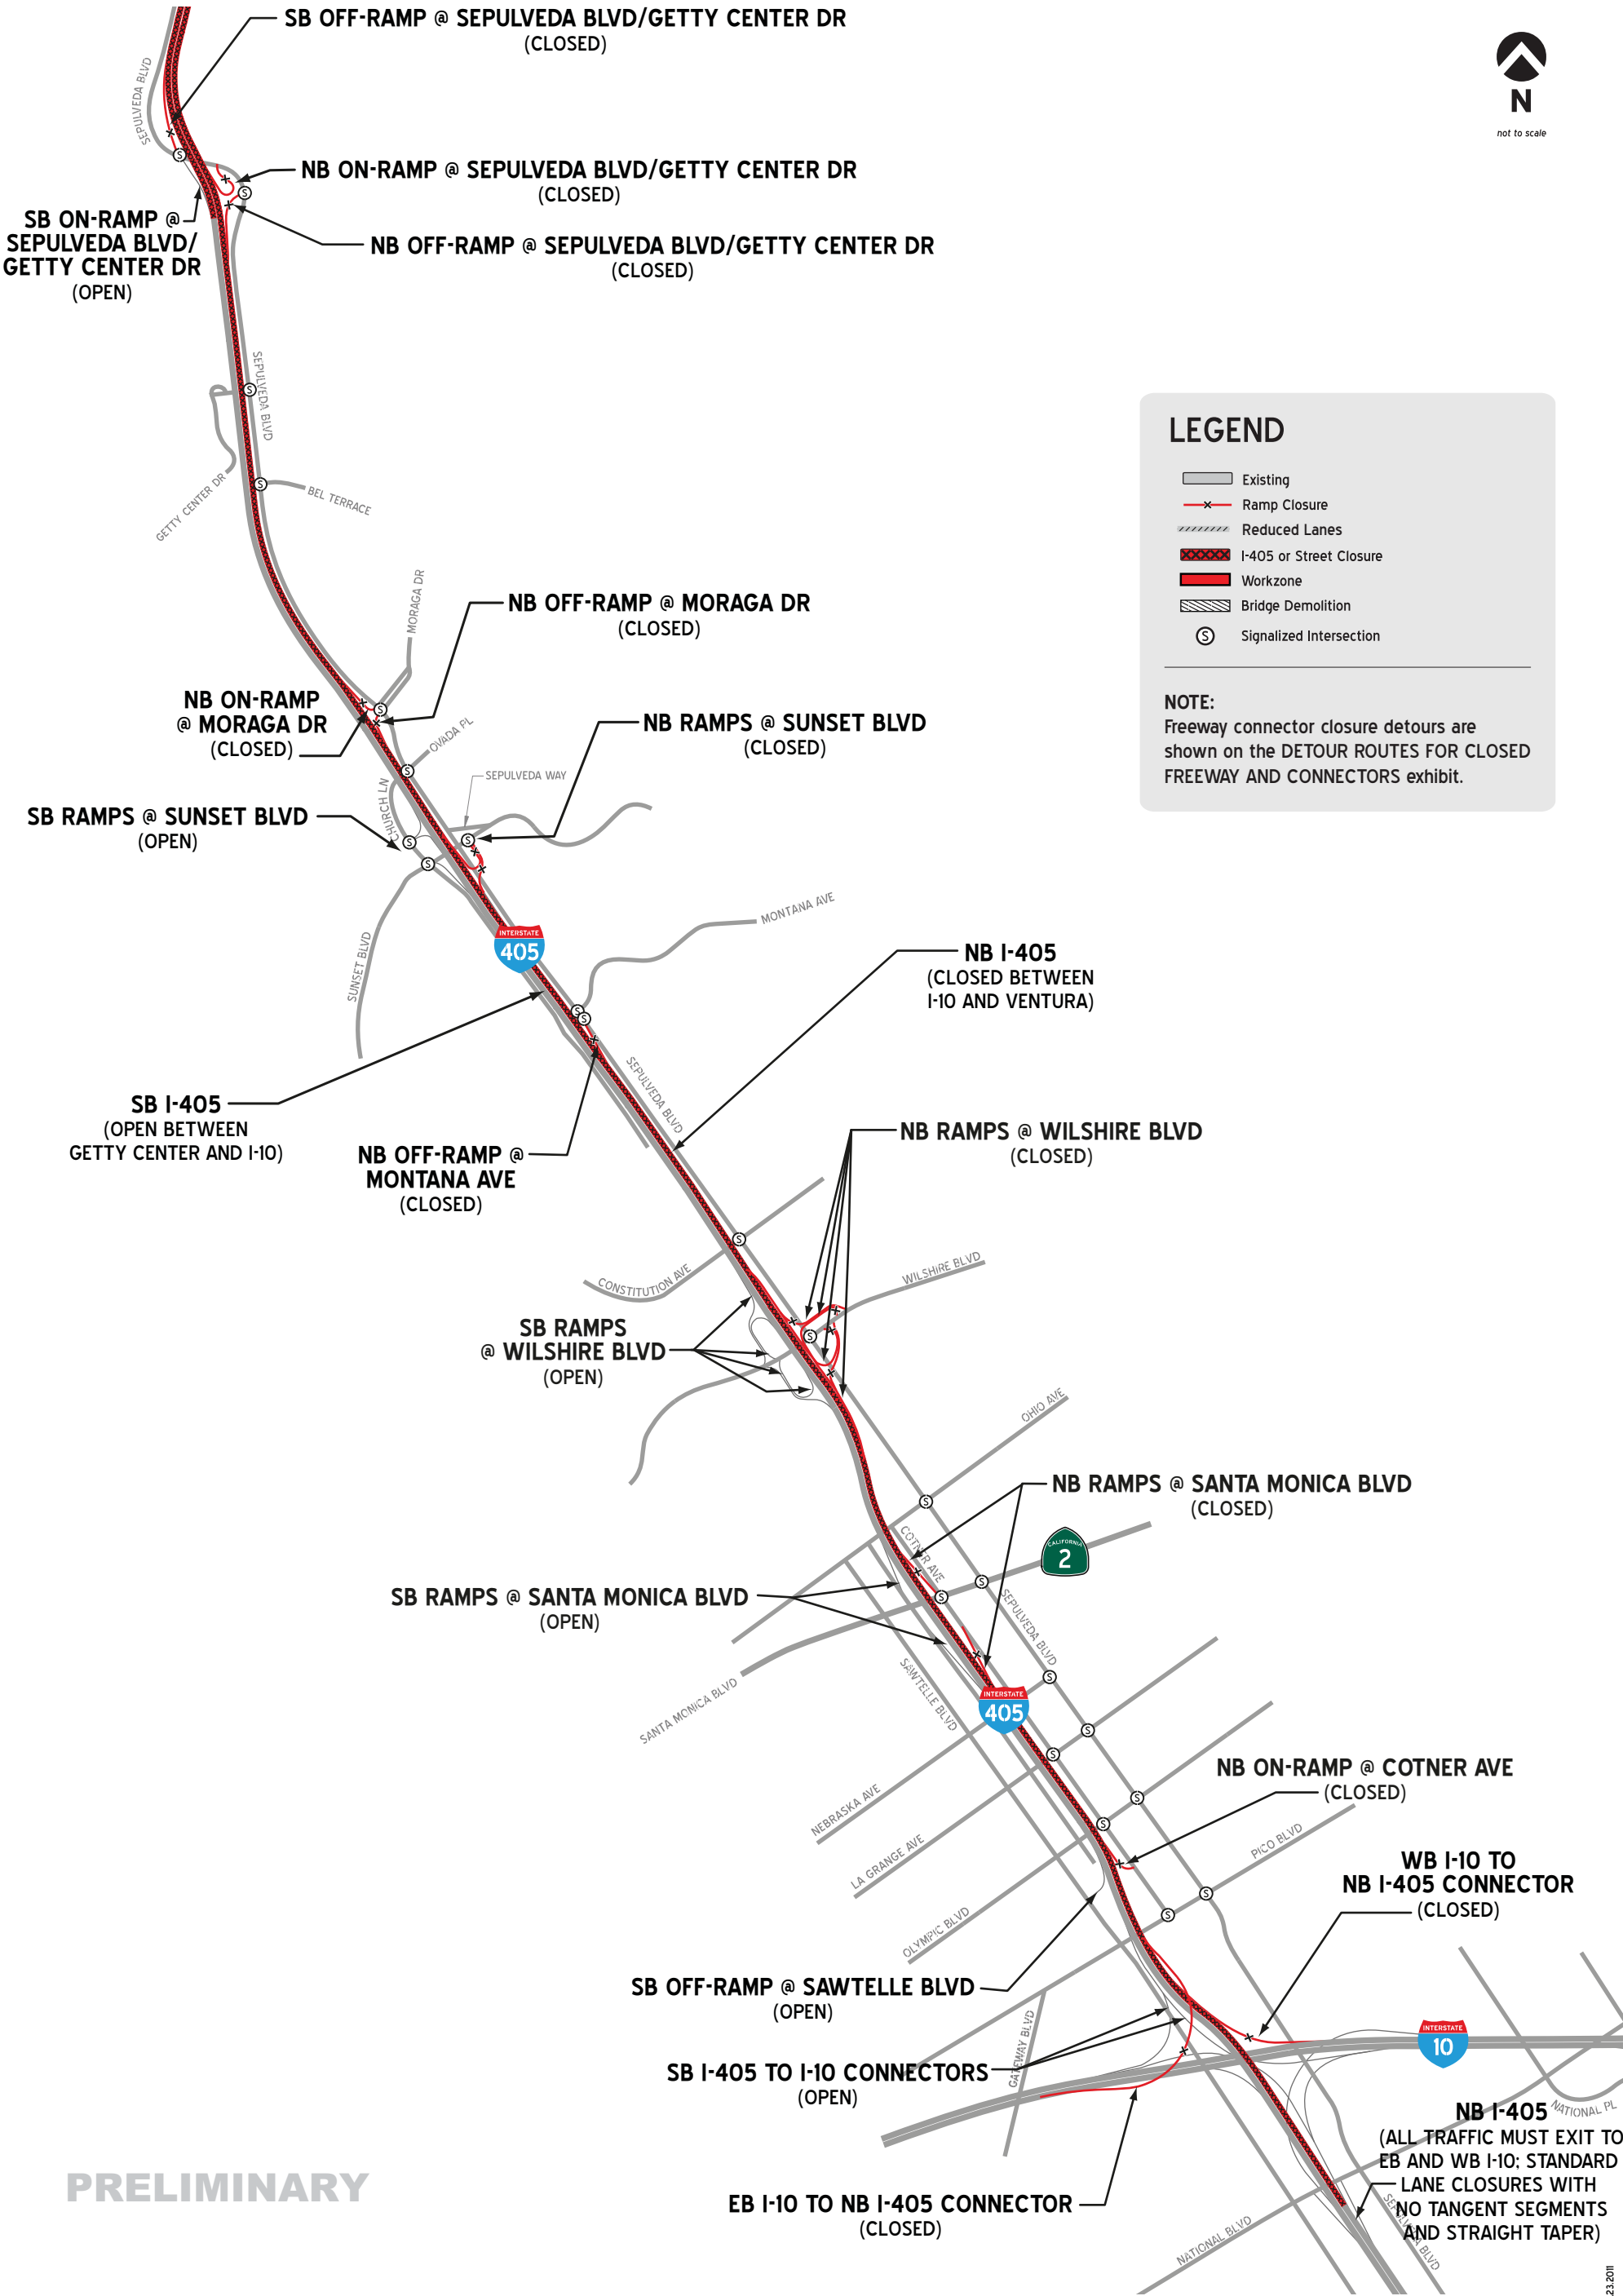 SB OFF-RAMP @ SEPULVEDA BLVD/GETTY CENTER DR
(CLOSED)
N
not to scale
SEPULVEDA BLVD
S
NB ON-RAMP @ SEPULVEDA BLVD/GETTY CENTER DR
(CLOSED)
S
SB ON-RAMP @
SEPULVEDA BLVD/
GETTY CENTER DR
(OPEN)
NB OFF-RAMP @ SEPULVEDA BLVD/GETTY CENTER DR
(CLOSED)
SEPULVEDA BLVD
S
GETTY CENTER DR
S
BEL TERRACE
LEGEND
Existing
Ramp Closure
Reduced Lanes
I-405 or Street Closure
Workzone
Bridge Demolition
S
Signalized Intersection
NOTE:
Freeway connector closure detours are
shown on the DETOUR ROUTES FOR CLOSED
FREEWAY AND CONNECTORS exhibit.
MORAGA DR
NB OFF-RAMP @ MORAGA DR
(CLOSED)
NB ON-RAMP
@ MORAGA DR
(CLOSED)
S
OVADA PL
S
NB RAMPS @ SUNSET BLVD
(CLOSED)
SEPULVEDA WAY
CHURCH LN
SB RAMPS @ SUNSET BLVD
(OPEN)
S
S
S
INTERSTATE
405
MONTANA AVE
SUNSET BLVD
NB I-405
(CLOSED BETWEEN
I-10 AND VENTURA)
S
S
SEPULVEDA BLVD
SB I-405
(OPEN BETWEEN
GETTY CENTER AND I-10)
NB OFF-RAMP @
MONTANA AVE
(CLOSED)
NB RAMPS @ WILSHIRE BLVD
(CLOSED)
S
CONSTITUTION AVE
WILSHIRE BLVD
SB RAMPS
@ WILSHIRE BLVD
(OPEN)
S
OHIO AVE
S
NB RAMPS @ SANTA MONICA BLVD
(CLOSED)
COTNER AVE
CALIFORNIA
2
S
S
SB RAMPS @ SANTA MONICA BLVD
(OPEN)
SEPULVEDA BLVD
SANTA MONICA BLVD
SAWTELLE BLVD
S
INTERSTATE
405
S
S
NEBRASKA AVE
NB ON-RAMP @ COTNER AVE
(CLOSED)
S
S
LA GRANGE AVE
PICO BLVD
OLYMPIC BLVD
S
S
WB I-10 TO
NB I-405 CONNECTOR
(CLOSED)
SB OFF-RAMP @ SAWTELLE BLVD
(OPEN)
GATEWAY BLVD
INTERSTATE
10
SB I-405 TO I-10 CONNECTORS
(OPEN)
NATIONAL PL
NB I-405
(ALL TRAFFIC MUST EXIT TO
EB AND WB I-10; STANDARD
LANE CLOSURES WITH
NO TANGENT SEGMENTS
AND STRAIGHT TAPER)
EB I-10 TO NB I-405 CONNECTOR
(CLOSED)
NATIONAL BLVD
SEPULVEDA BLVD
PRELIMINARY
23.2011